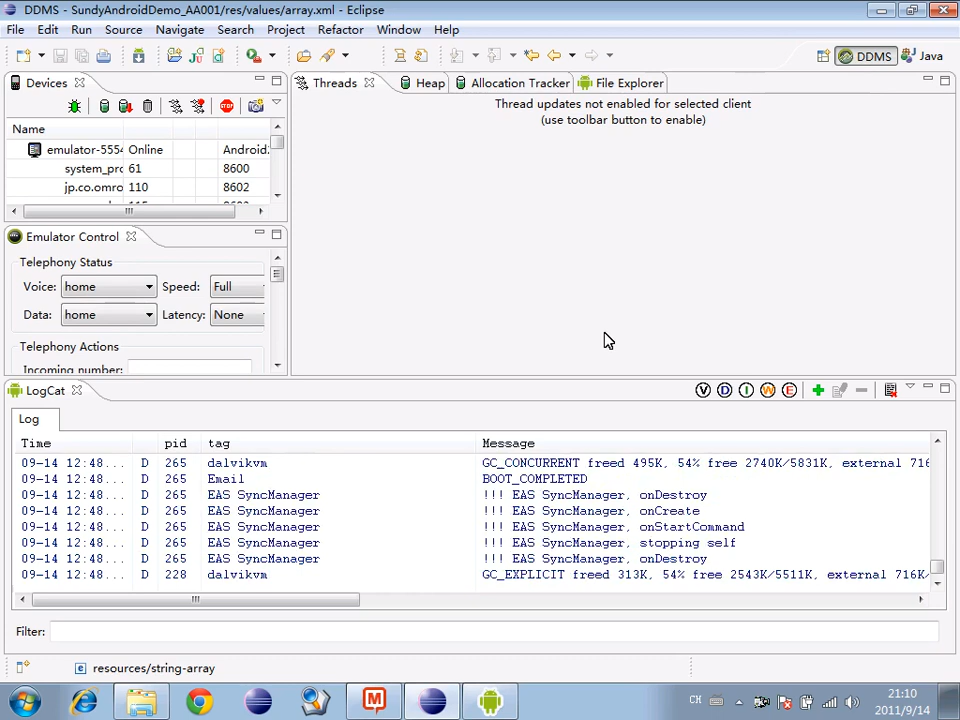 DDMS - SundyAndroidDemo_AA001/res/values/array.xml - Eclipse
File Edit Run Source Navigate Search Project Refactor Window Help
DDMS Java
Devices
Name
emulator-5554 Online
system_pro 61 8600
jp.co.omro 110 8602
Emulator Control
Telephony Status
Voice: home Speed: Full
Data: home Latency: None
Telephony Actions
Incoming number:
Threads Heap Allocation Tracker File Explorer
Thread updates not enabled for selected client
(use toolbar button to enable)
LogCat
V D I W E
Log
Time pid tag Message
09-14 12:48... D 265 dalvikvm GC_CONCURRENT freed 495K, 54% free 2740K/5831K, external 716
09-14 12:48... D 265 Email BOOT_COMPLETED
09-14 12:48... D 265 EAS SyncManager !!! EAS SyncManager, onDestroy
09-14 12:48... D 265 EAS SyncManager !!! EAS SyncManager, onCreate
09-14 12:48... D 265 EAS SyncManager !!! EAS SyncManager, onStartCommand
09-14 12:48... D 265 EAS SyncManager !!! EAS SyncManager, stopping self
09-14 12:48... D 265 EAS SyncManager !!! EAS SyncManager, onDestroy
09-14 12:48... D 228 dalvikvm GC_EXPLICIT freed 313K, 54% free 2543K/5511K, external 716K/
Filter:
resources/string-array
CH
21:10
2011/9/14